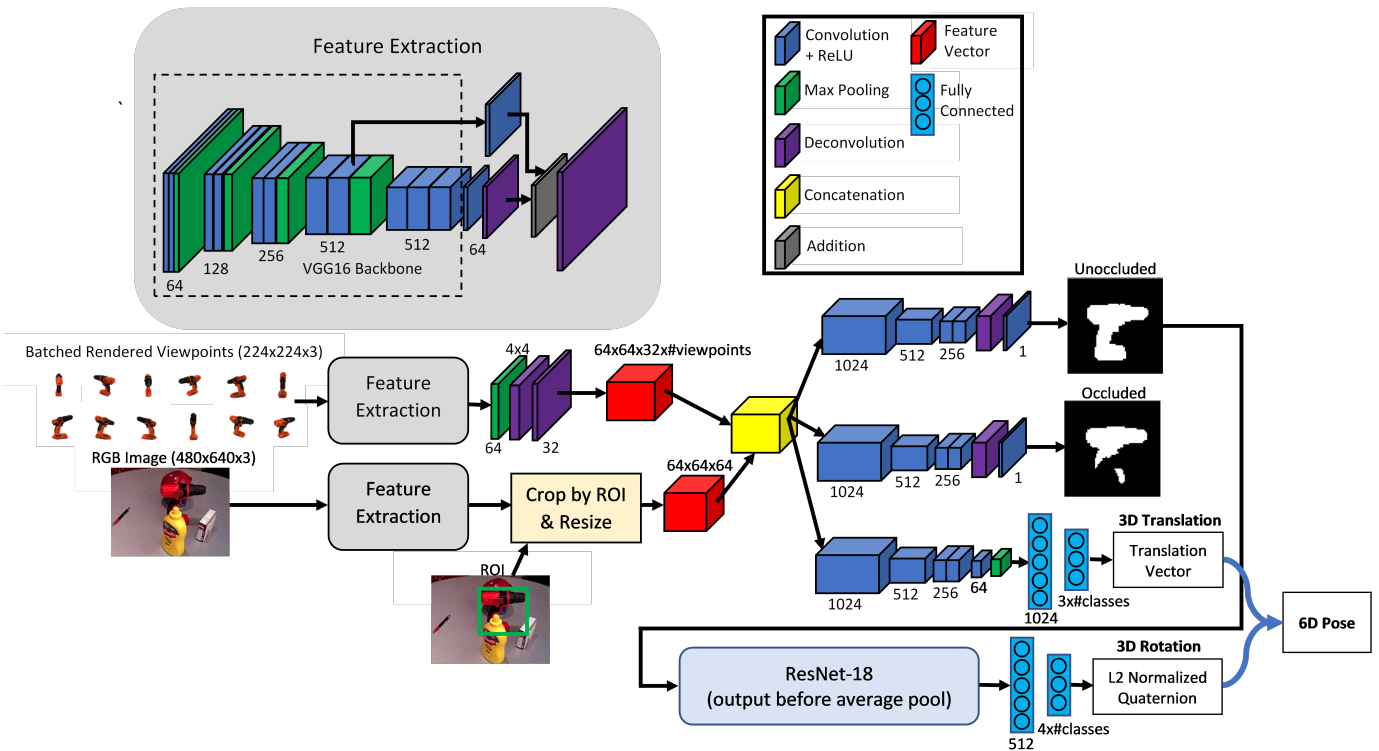 Feature Extraction
64
128
256
512
512
64
VGG16 Backbone
Convolution
+ ReLU
Max Pooling
Deconvolution
Concatenation
Addition
Feature
Vector
Fully
Connected
Batched Rendered Viewpoints (224x224x3)
Feature
Extraction
4x4
64
32
64x64x32x#viewpoints
RGB Image (480x640x3)
Feature
Extraction
Crop by ROI
& Resize
64x64x64
ROI
1024
512
256
1
Unoccluded
1024
512
256
1
Occluded
1024
512
256
64
1024
3x#classes
3D Translation
Translation
Vector
6D Pose
ResNet-18
(output before average pool)
512
4x#classes
3D Rotation
L2 Normalized
Quaternion